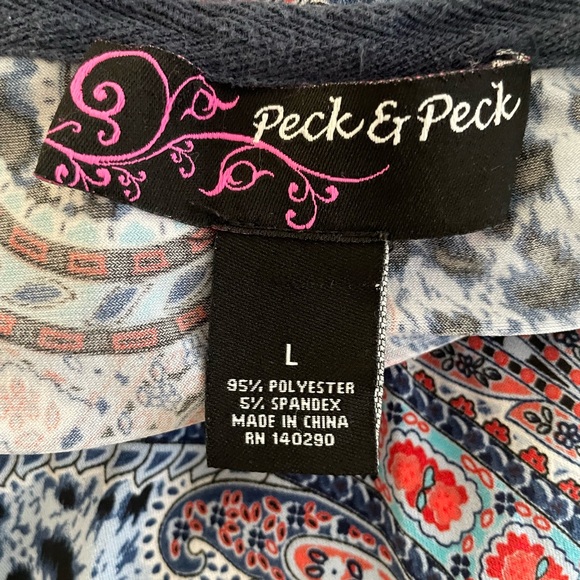 Peck & Peck
L
95% POLYESTER
5% SPANDEX
MADE IN CHINA
RN 140290